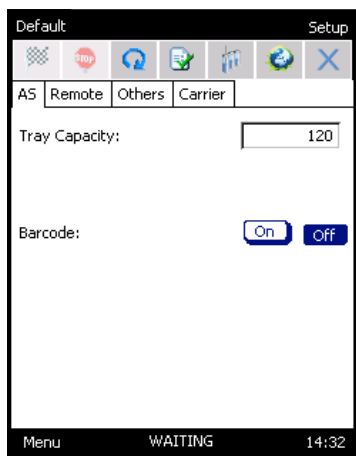 Default Setup
STOP
AS Remote Others Carrier
Tray Capacity: 120
Barcode: On Off
Menu WAITING 14:32